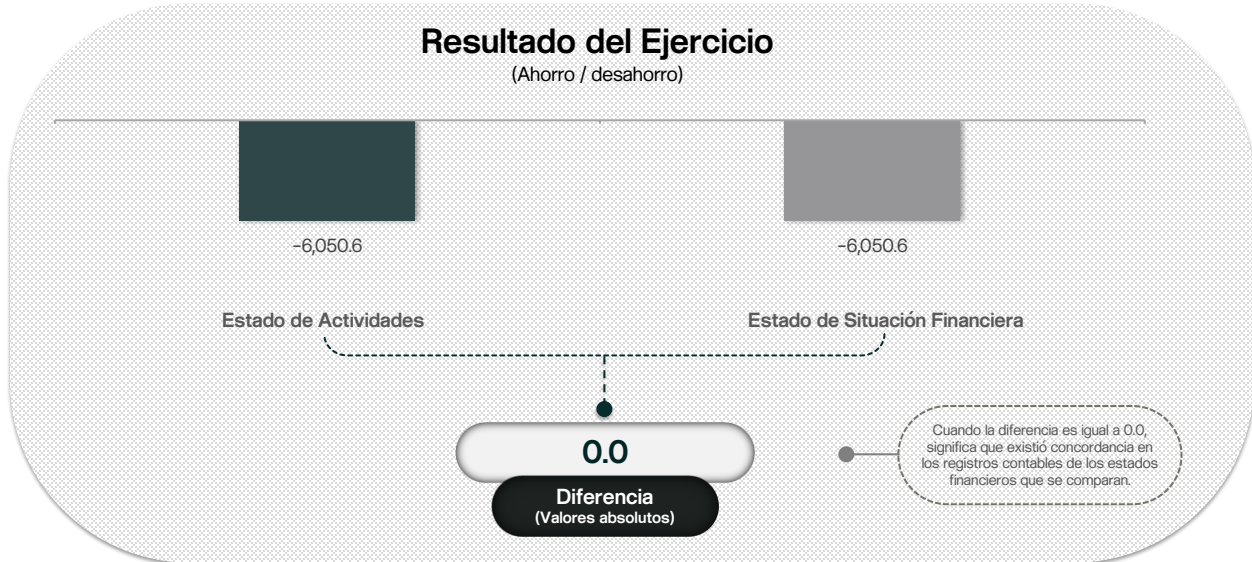 Resultado del Ejercicio
(Ahorro / desahorro)
-6,050.6
-6,050.6
Estado de Actividades
Estado de Situación Financiera
0.0
Diferencia
(Valores absolutos)
Cuando la diferencia es igual a 0.0,
significa que existió concordancia en
los registros contables de los estados
financieros que se comparan.